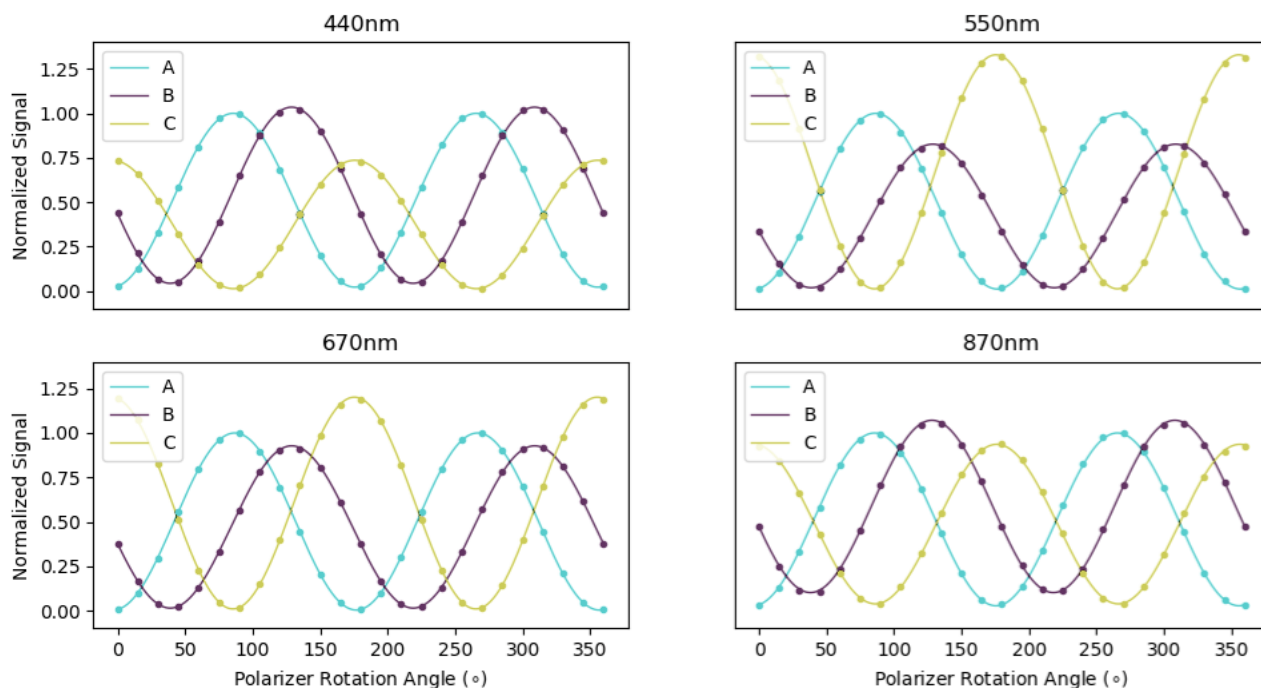 440nm
550nm
Normalized Signal
1.25
1.00
0.75
0.50
0.25
0.00
A
B
C
A
B
C
670nm
870nm
Normalized Signal
1.25
1.00
0.75
0.50
0.25
0.00
A
B
C
A
B
C
0 50 100 150 200 250 300 350
0 50 100 150 200 250 300 350
Polarizer Rotation Angle (∘)
Polarizer Rotation Angle (∘)